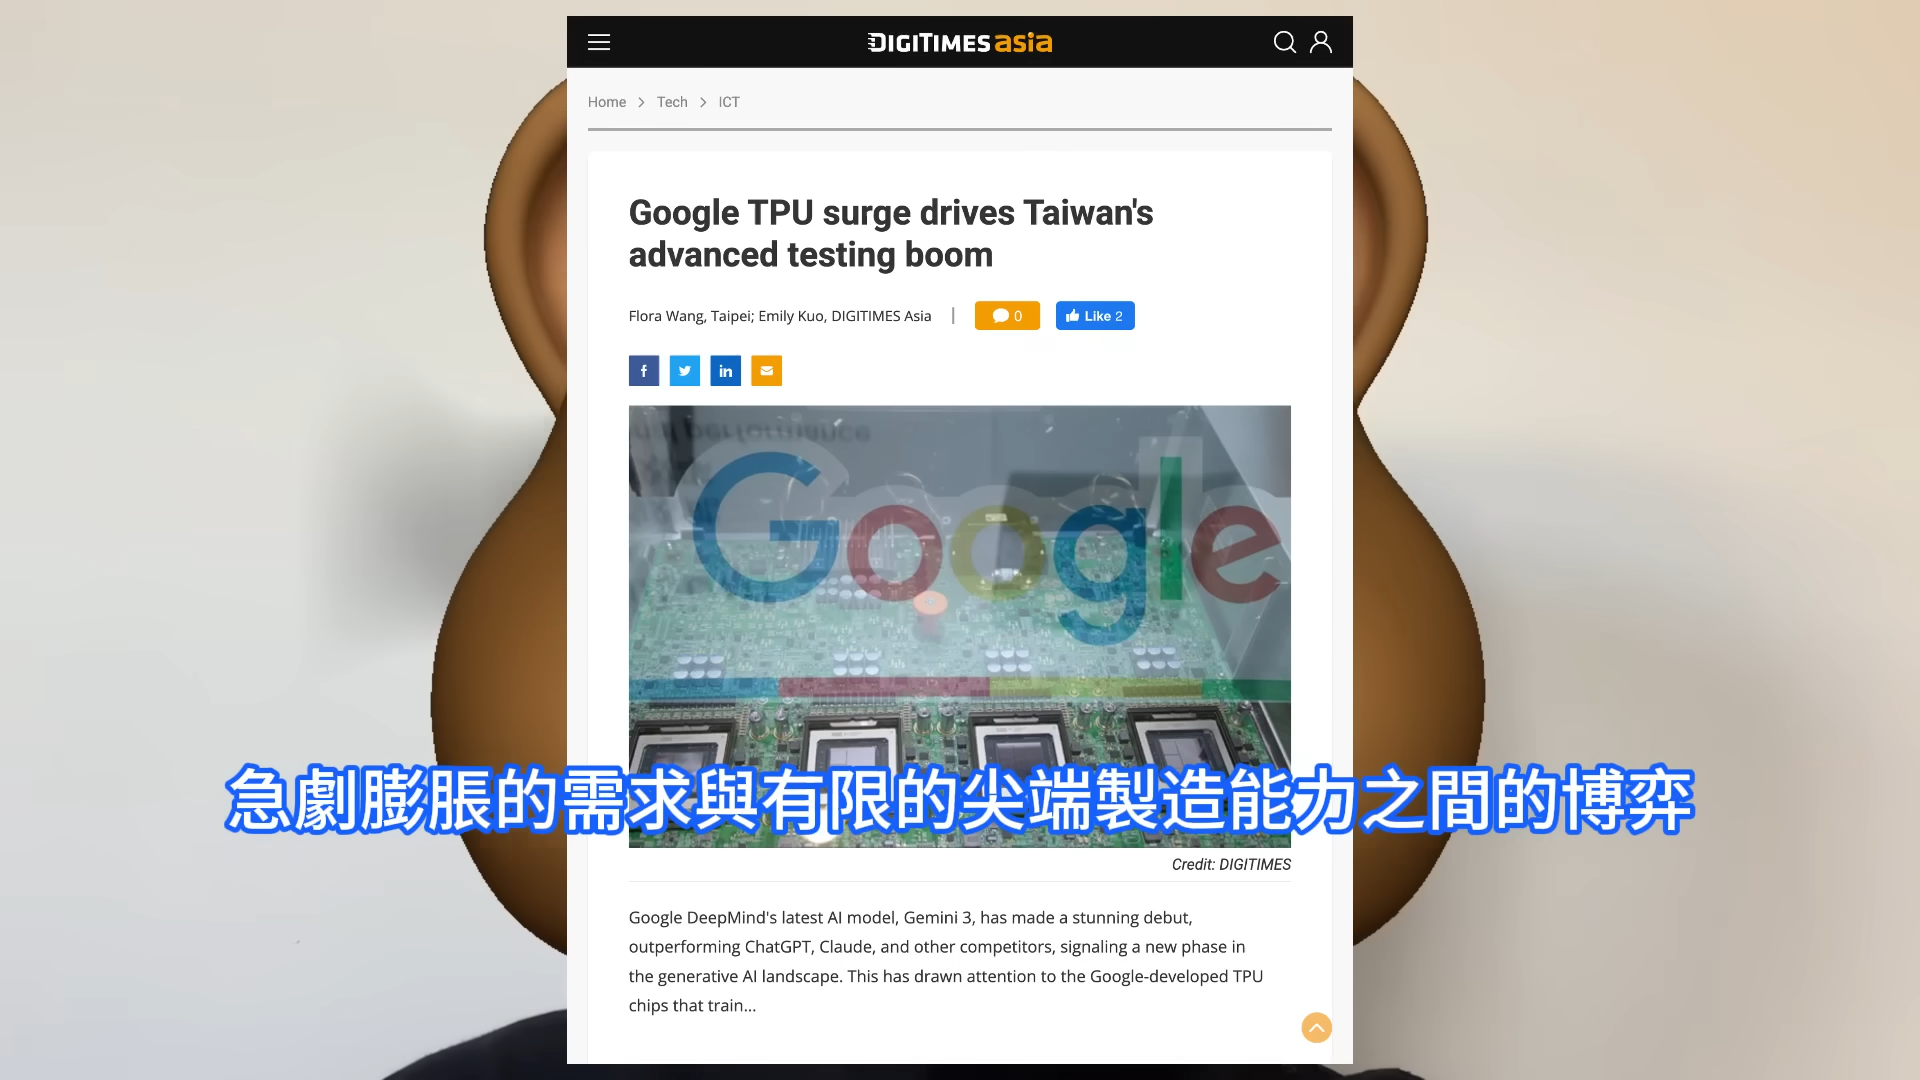 DIGITIMES asia
Home > Tech > ICT
Google TPU surge drives Taiwan's
advanced testing boom
Flora Wang, Taipei; Emily Kuo, DIGITIMES Asia | 0 Like 2
performance
Google
急劇膨脹的需求與有限的尖端製造能力之間的博弈
Credit: DIGITIMES
Google DeepMind's latest AI model, Gemini 3, has made a stunning debut,
outperforming ChatGPT, Claude, and other competitors, signaling a new phase in
the generative AI landscape. This has drawn attention to the Google-developed TPU
chips that train...